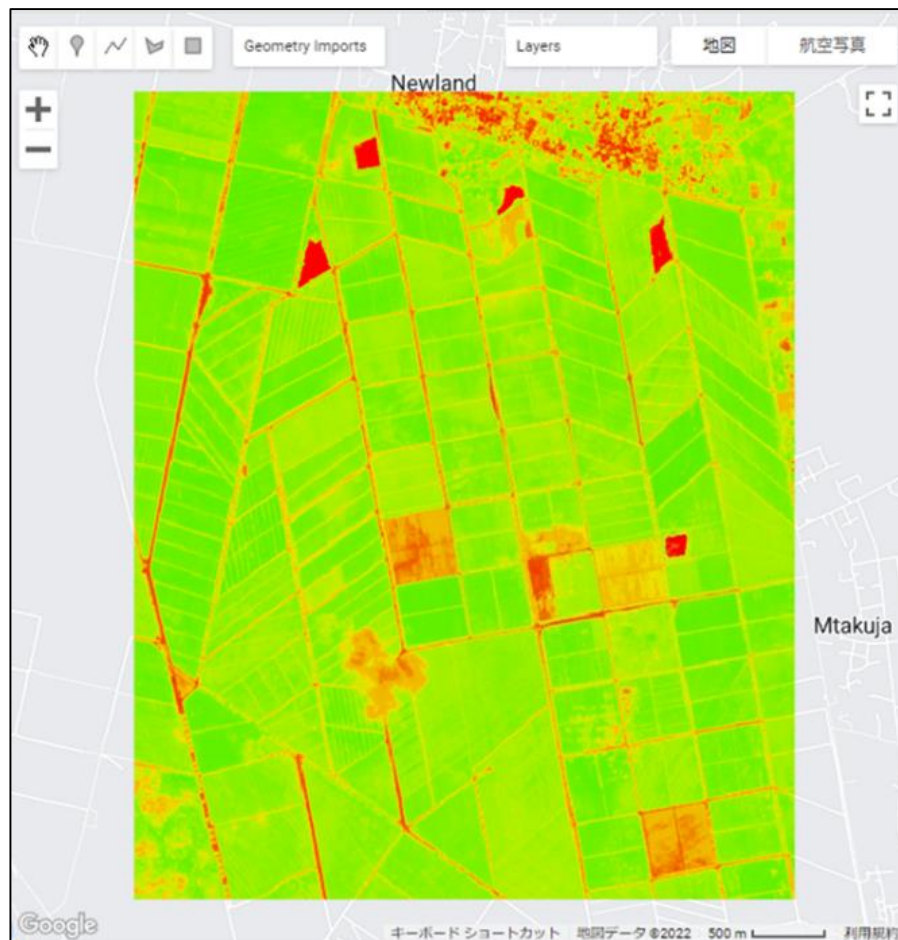 Geometry Imports
Layers
地図
航空写真
Newland
Mtakuja
Google
キーボード ショートカット
地図データ ©2022
500 m
利用規約